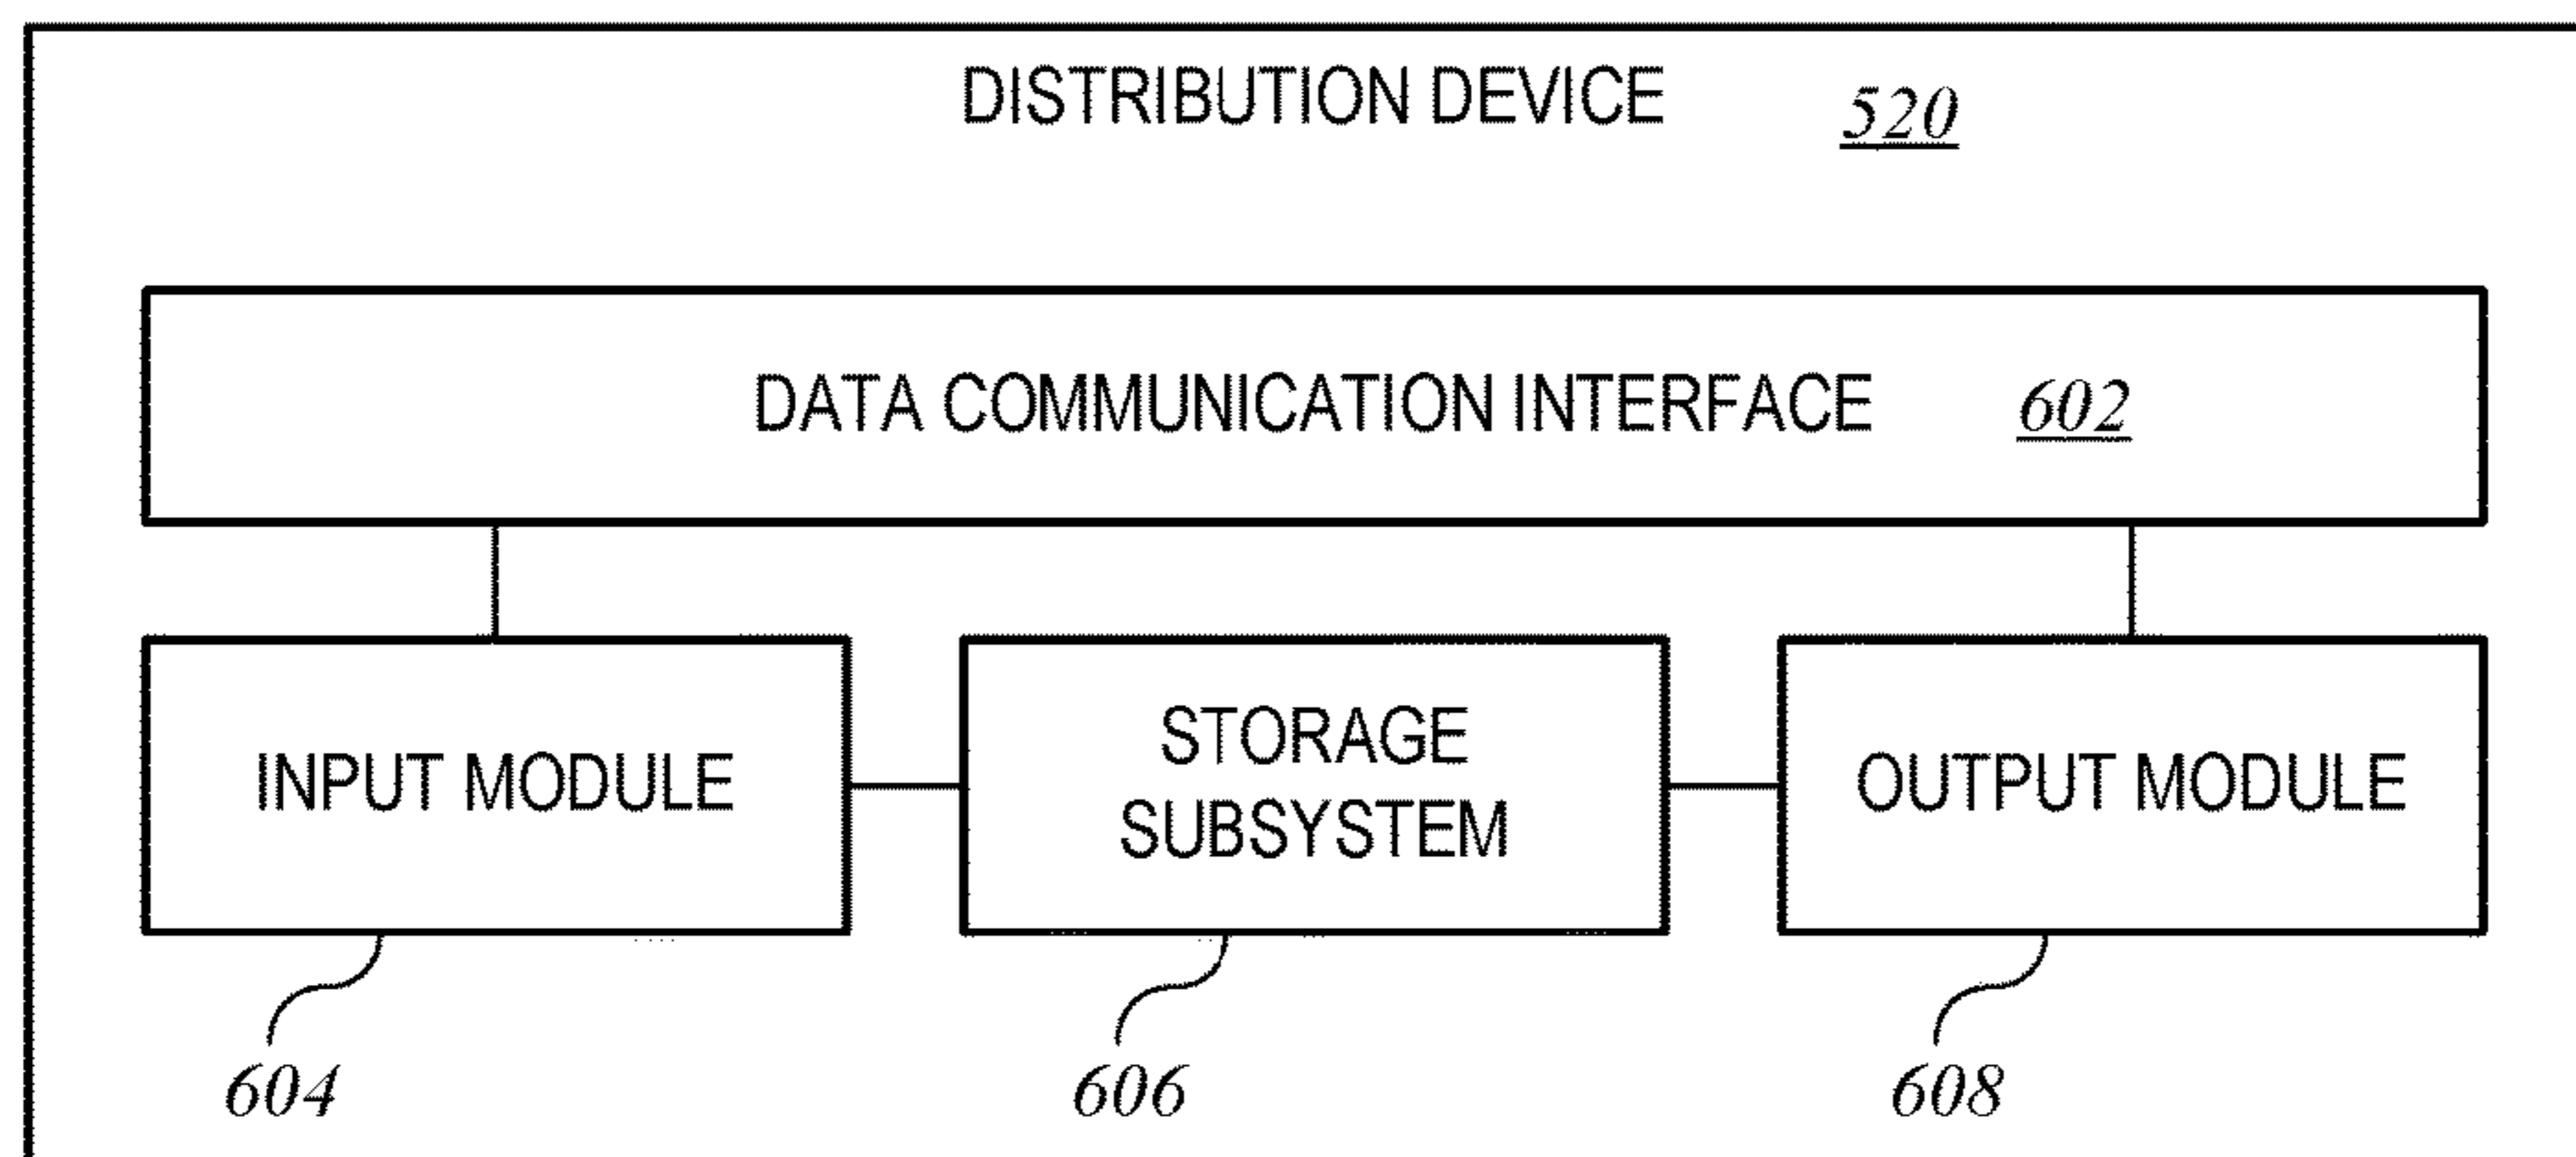 DISTRIBUTION DEVICE 520
DATA COMMUNICATION INTERFACE 602
INPUT MODULE
STORAGE
SUBSYSTEM
OUTPUT MODULE
604
606
608